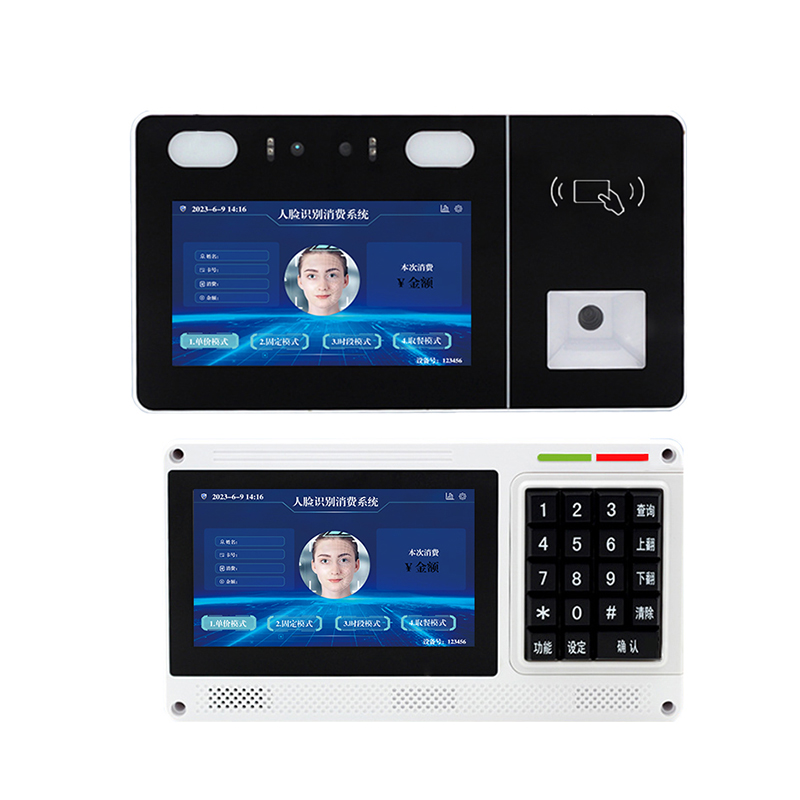 2023-6-9 14:16
人脸识别消费系统
姓名：
卡号：
消费：
金额：
本次消费
¥ 金额
1.单价模式
2.固定模式
3.时段模式
4.取餐模式
设备号：123456
2023-6-9 14:16
人脸识别消费系统
姓名：
卡号：
消费：
金额：
本次消费
¥ 金额
1.单价模式
2.固定模式
3.时段模式
4.取餐模式
设备号：123456
1 2 3 查询
4 5 6 上翻
7 8 9 下翻
* 0 # 清除
功能 设定 确认